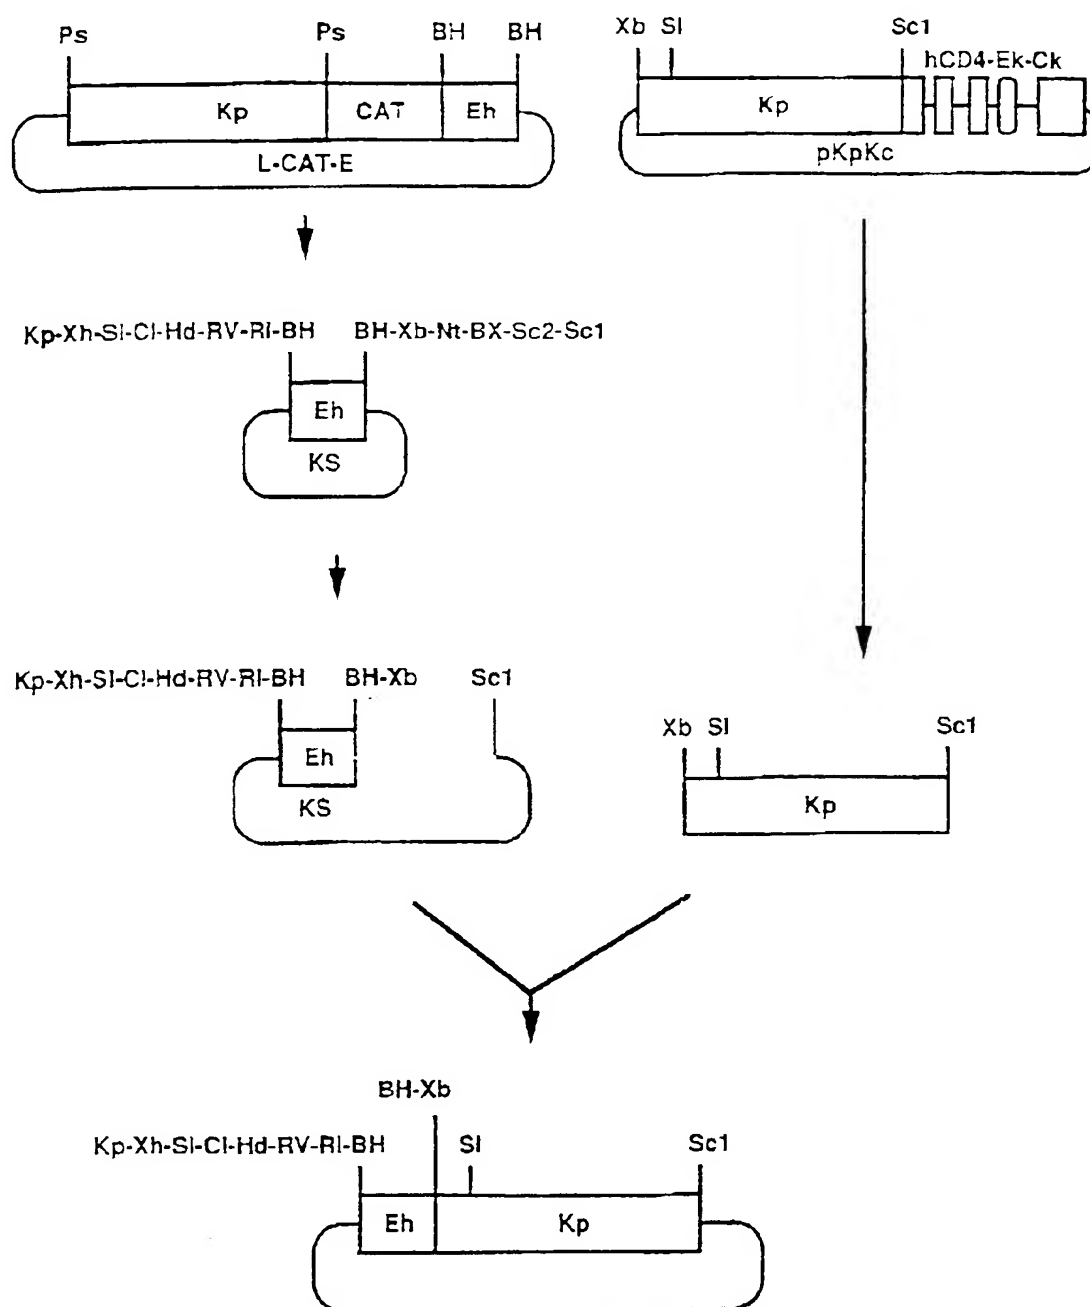 Ps Ps BH BH
Kp CAT Eh
L-CAT-E
Xb Sl Sc1
hCD4-Ek-Ck
Kp
pKpKc
Kp-Xh-Sl-Cl-Hd-RV-RI-BH BH-Xb-Nt-BX-Sc2-Sc1
Eh
KS
Kp-Xh-Sl-Cl-Hd-RV-RI-BH BH-Xb Sc1
Eh
KS
Xb Sl Sc1
Kp
BH-Xb
Kp-Xh-Sl-Cl-Hd-RV-RI-BH Sl Sc1
Eh Kp